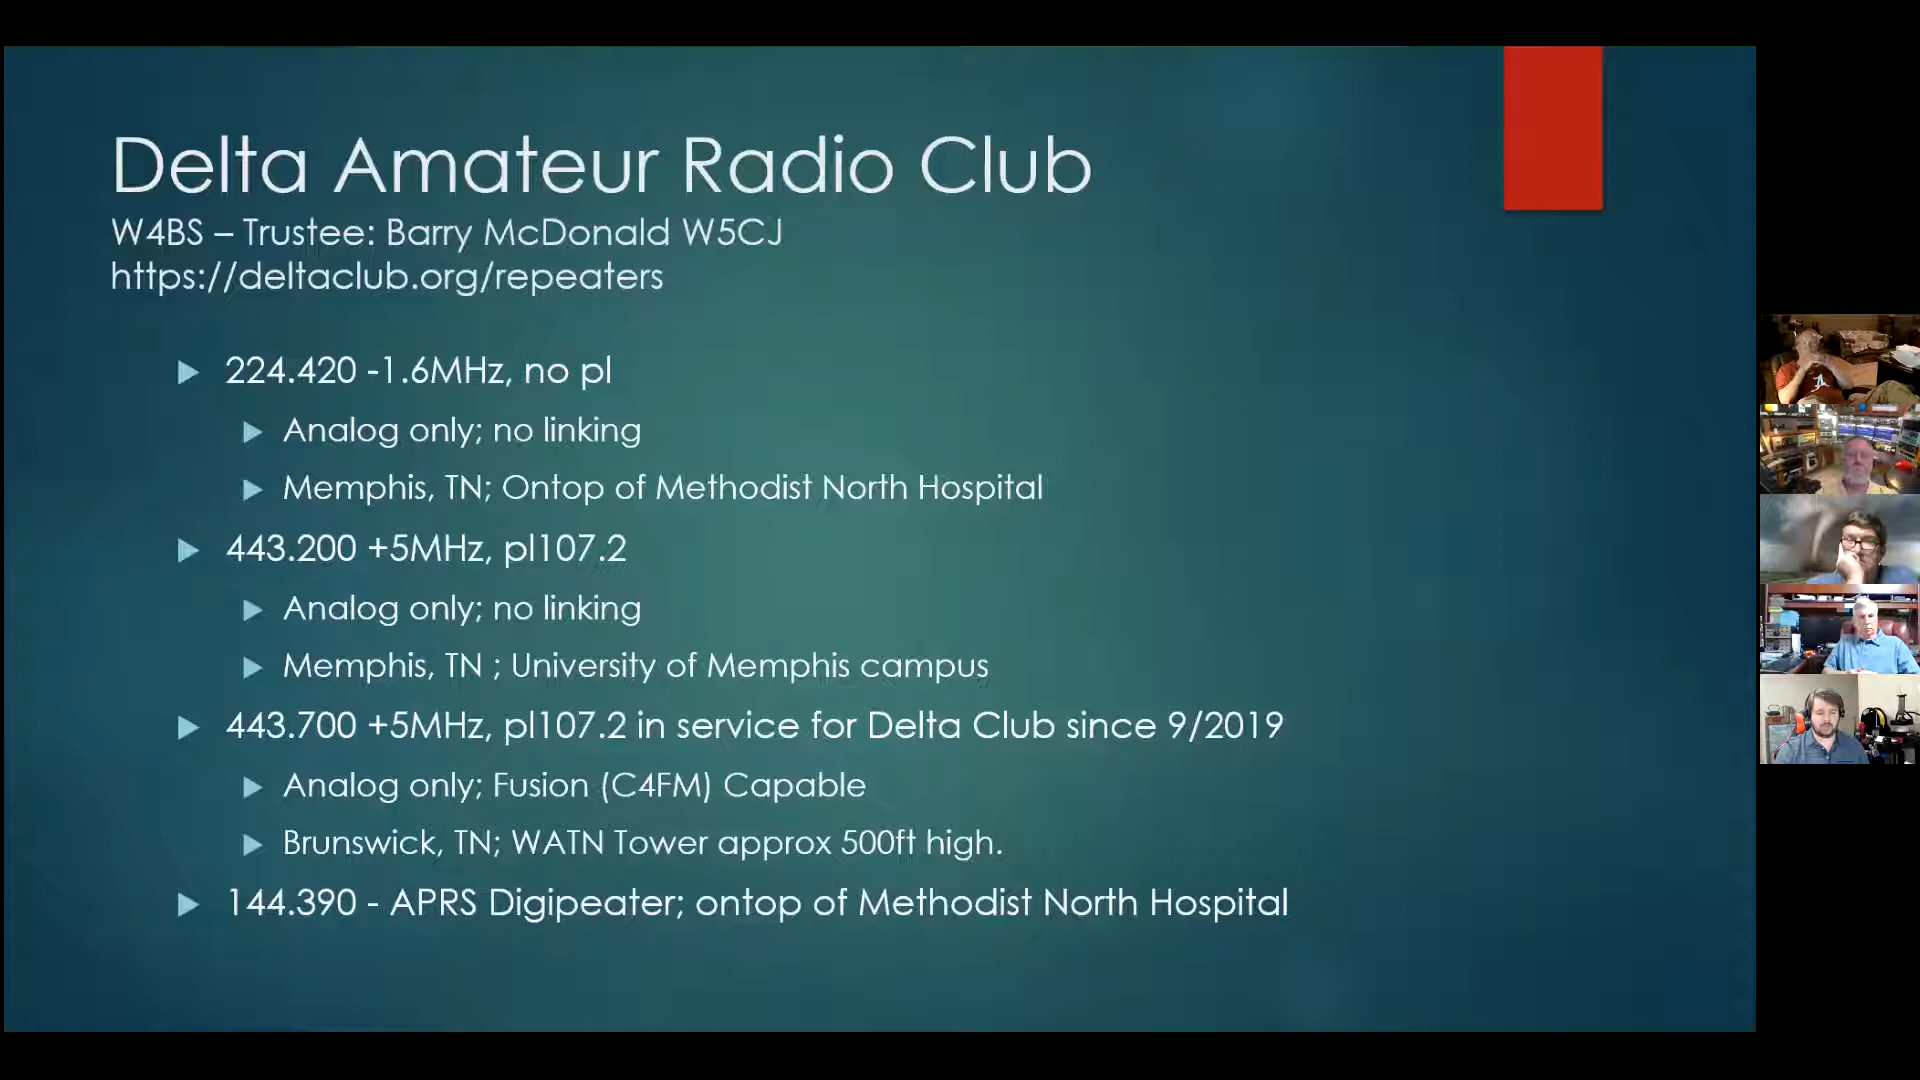 Delta Amateur Radio Club
W4BS – Trustee: Barry McDonald W5CJ
https://deltaclub.org/repeaters
224.420 -1.6MHz, no pl
Analog only; no linking
Memphis, TN; Ontop of Methodist North Hospital
443.200 +5MHz, pl107.2
Analog only; no linking
Memphis, TN ; University of Memphis campus
443.700 +5MHz, pl107.2 in service for Delta Club since 9/2019
Analog only; Fusion (C4FM) Capable
Brunswick, TN; WATN Tower approx 500ft high.
144.390 - APRS Digipeater; ontop of Methodist North Hospital